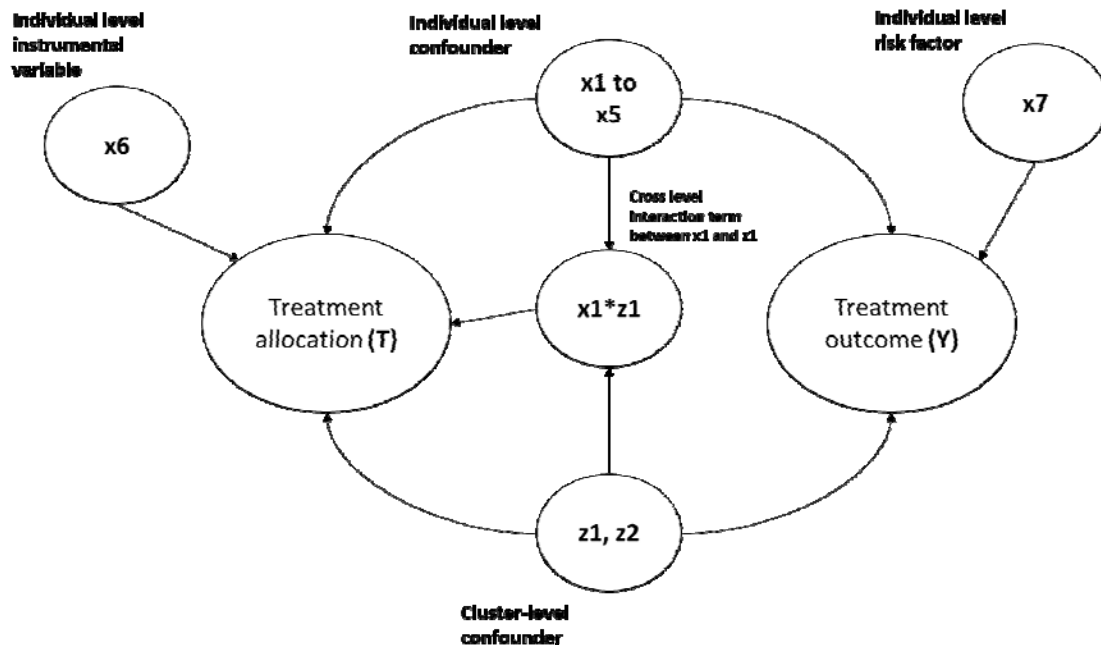 Individual level
instrumental
variable
x6
Individual level
confounder
x1 to
x5
Individual level
risk factor
x7
Cross level
Interaction term
between x1 and z1
Treatment
allocation (T)
x1*z1
Treatment
outcome (Y)
z1, z2
Cluster-level
confounder